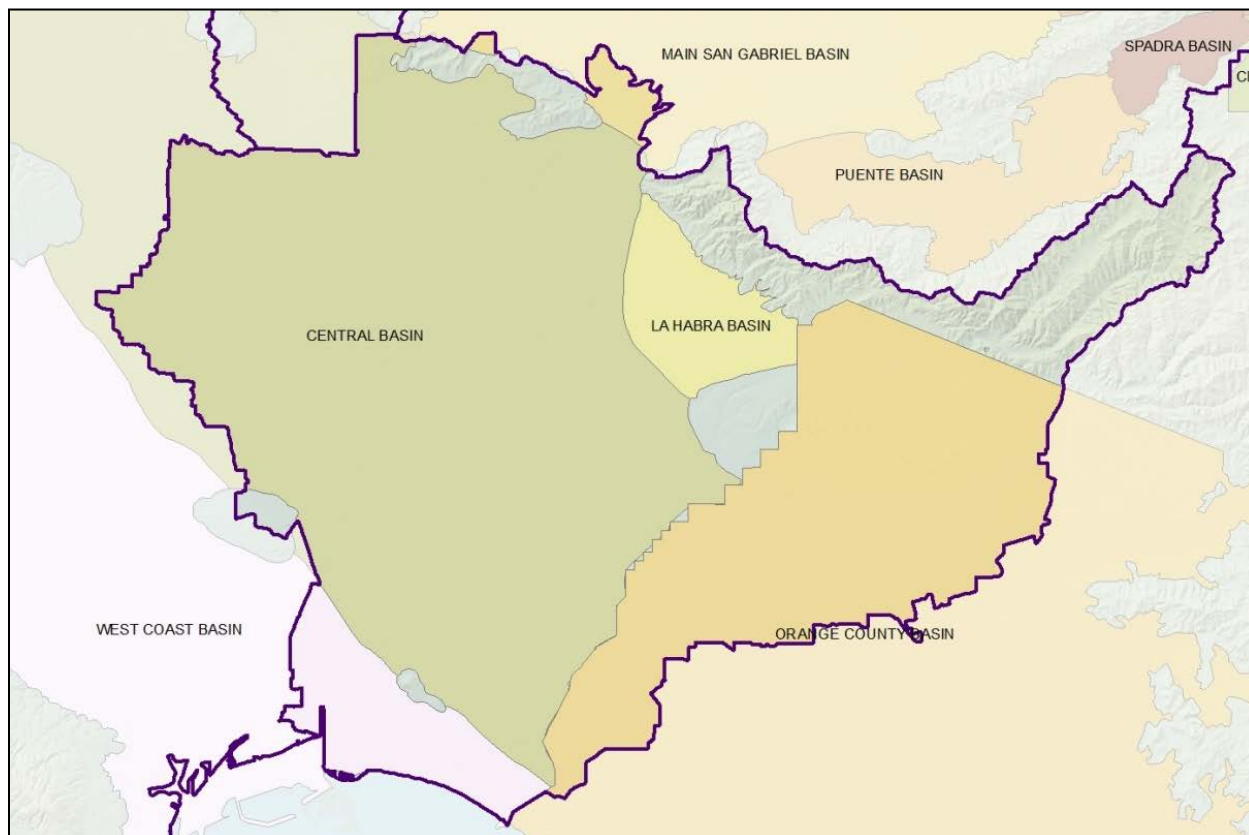 MAIN SAN GABRIEL BASIN
SPADRA BASIN
PUENTE BASIN
LA HABRA BASIN
CENTRAL BASIN
WEST COAST BASIN
ORANGE COUNTY BASIN